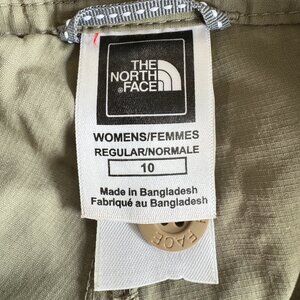 THE
NORTH
FACE
WOMENS/FEMMES
REGULAR/NORMALE
10
Made in Bangladesh
Fabriqué au Bangladesh
FACE